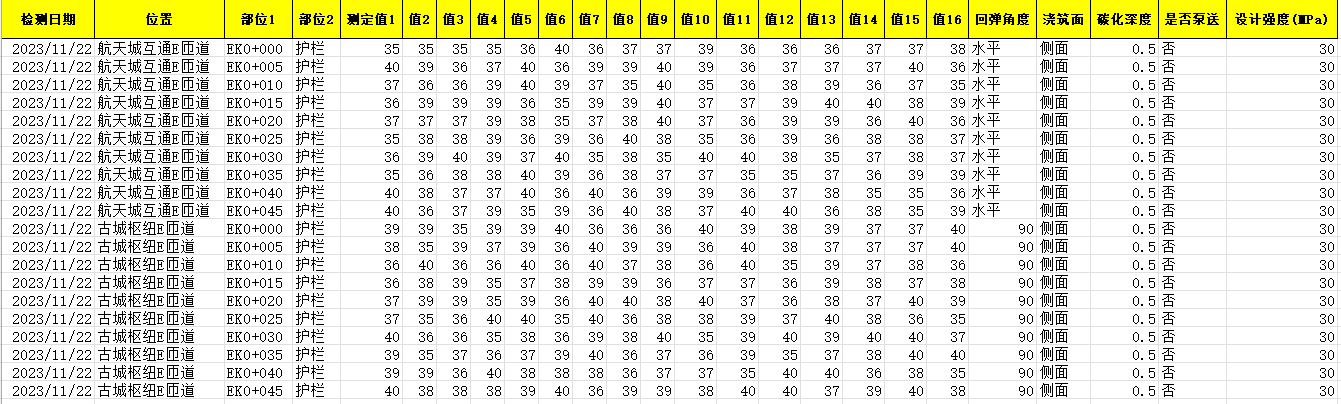 检测日期 位置 部位1 部位2 测定值1 值2 值3 值4 值5 值6 值7 值8 值9 值10 值11 值12 值13 值14 值15 值16 回弹角度 浇筑面 碳化深度 是否泵送 设计强度(MPa)
2023/11/22 航天城互通E匝道 EK0+000 护栏 35 35 35 35 36 40 36 37 37 39 36 36 36 37 37 38 水平 侧面 0.5 否 30
2023/11/22 航天城互通E匝道 EK0+005 护栏 40 39 36 37 40 36 39 39 40 39 36 37 37 37 40 36 水平 侧面 0.5 否 30
2023/11/22 航天城互通E匝道 EK0+010 护栏 37 36 36 39 40 39 37 35 40 35 36 38 39 36 37 35 水平 侧面 0.5 否 30
2023/11/22 航天城互通E匝道 EK0+015 护栏 36 39 39 39 36 35 39 39 40 37 37 39 40 40 38 39 水平 侧面 0.5 否 30
2023/11/22 航天城互通E匝道 EK0+020 护栏 37 37 37 39 38 35 37 38 40 37 36 39 39 36 40 36 水平 侧面 0.5 否 30
2023/11/22 航天城互通E匝道 EK0+025 护栏 35 38 38 39 36 39 36 40 38 35 36 39 36 38 38 37 水平 侧面 0.5 否 30
2023/11/22 航天城互通E匝道 EK0+030 护栏 36 39 40 39 37 40 35 38 35 40 40 38 35 37 38 37 水平 侧面 0.5 否 30
2023/11/22 航天城互通E匝道 EK0+035 护栏 35 36 38 38 40 39 36 38 37 37 35 35 37 36 39 39 水平 侧面 0.5 否 30
2023/11/22 航天城互通E匝道 EK0+040 护栏 40 38 37 37 40 36 40 36 39 39 36 37 38 35 35 36 水平 侧面 0.5 否 30
2023/11/22 航天城互通E匝道 EK0+045 护栏 40 36 37 39 35 39 36 40 38 37 40 40 36 38 35 39 水平 侧面 0.5 否 30
2023/11/22 古城枢纽E匝道 EK0+000 护栏 39 39 35 39 39 40 36 36 36 40 39 38 39 37 37 40 90 侧面 0.5 否 30
2023/11/22 古城枢纽E匝道 EK0+005 护栏 38 35 39 37 39 36 40 39 39 36 40 38 37 37 37 40 90 侧面 0.5 否 30
2023/11/22 古城枢纽E匝道 EK0+010 护栏 36 40 36 36 40 36 40 37 38 36 40 35 39 37 38 36 90 侧面 0.5 否 30
2023/11/22 古城枢纽E匝道 EK0+015 护栏 36 38 39 35 37 38 39 39 36 37 37 36 39 38 37 38 90 侧面 0.5 否 30
2023/11/22 古城枢纽E匝道 EK0+020 护栏 37 39 39 35 39 36 40 40 38 40 37 36 38 37 40 39 90 侧面 0.5 否 30
2023/11/22 古城枢纽E匝道 EK0+025 护栏 37 35 36 40 40 35 40 36 38 38 39 37 40 38 36 35 90 侧面 0.5 否 30
2023/11/22 古城枢纽E匝道 EK0+030 护栏 40 36 36 35 38 36 39 38 40 35 39 40 39 40 40 37 90 侧面 0.5 否 30
2023/11/22 古城枢纽E匝道 EK0+035 护栏 39 35 37 36 37 39 40 36 37 36 39 35 37 38 40 40 90 侧面 0.5 否 30
2023/11/22 古城枢纽E匝道 EK0+040 护栏 39 39 36 40 38 38 38 36 37 37 35 40 40 36 38 35 90 侧面 0.5 否 30
2023/11/22 古城枢纽E匝道 EK0+045 护栏 40 38 38 38 39 40 36 39 39 38 40 40 37 39 40 38 90 侧面 0.5 否 30